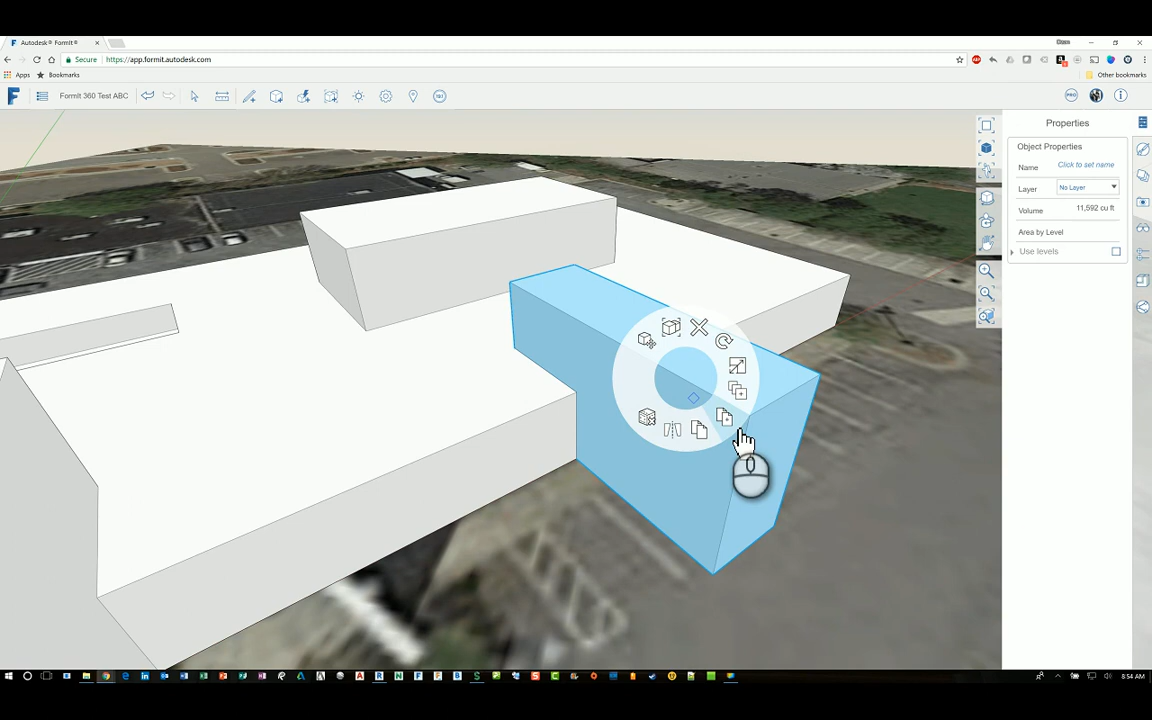 Autodesk® FormIt®
Secure
https://app.formit.autodesk.com
Apps
Bookmarks
Other bookmarks
FormIt 360 Test ABC
PRO
Properties
Object Properties
Name
Click to set name
Layer
No Layer
Volume
11,592 cu ft
Area by Level
Use levels
8:54 AM